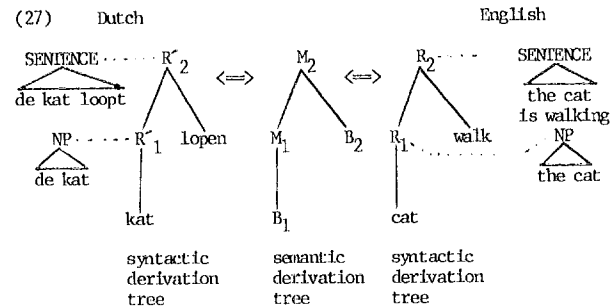 (27) Dutch English
SENTENCE R´2 ⟺ M2 ⟺ R2 SENTENCE
de kat loopt the cat
is walking
NP R´1 lopen M1 B2 R1 walk NP
de kat the cat
kat B1 cat
syntactic semantic syntactic
derivation derivation derivation
tree tree tree